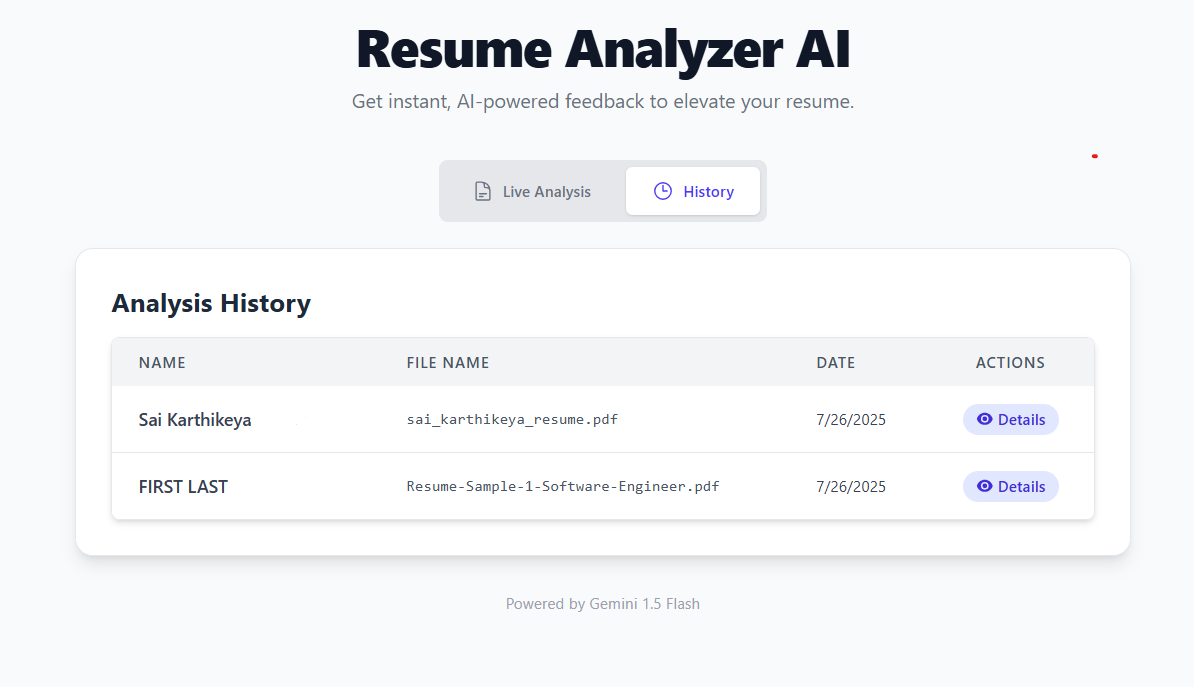 Resume Analyzer AI
Get instant, AI-powered feedback to elevate your resume.
Live Analysis History
Analysis History
NAME FILE NAME DATE ACTIONS
Sai Karthikeya sai_karthikeya_resume.pdf 7/26/2025 Details
FIRST LAST Resume-Sample-1-Software-Engineer.pdf 7/26/2025 Details
Powered by Gemini 1.5 Flash